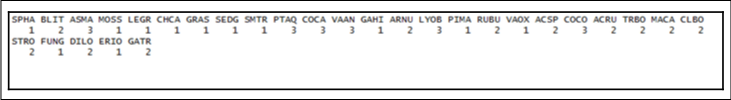 SPHA BLIT ASMA MOSS LEGR CHCA GRAS SEDG SMTR PTAQ COCA VAAN GAHI ARNU LYOB PIMA RUBU VAOX ACSP COCO ACRU TRBO MACA CLBO
1 2 3 1 1 1 1 1 1 3 3 3 1 2 3 1 2 1 2 3 2 2 2 2
STRO FUNG DILO ERIO GATR
2 1 2 1 2